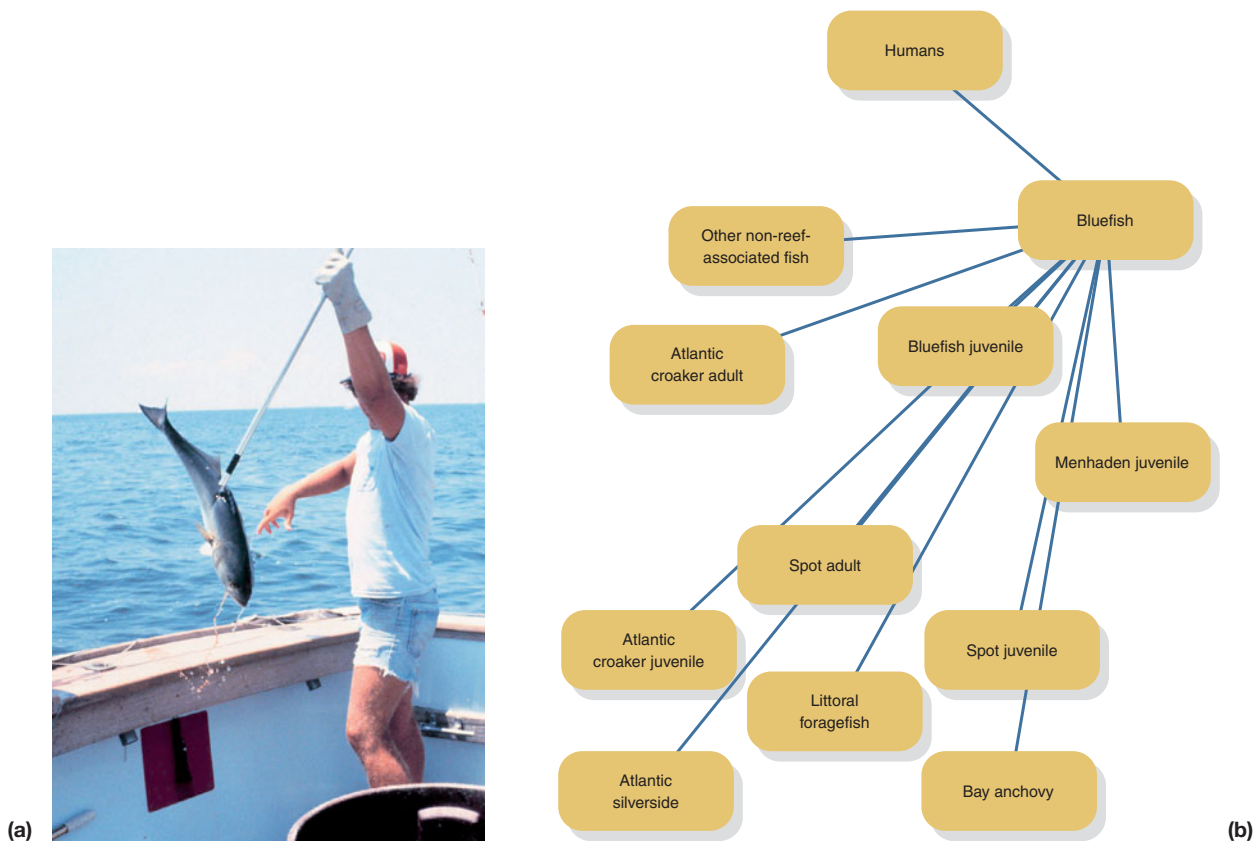 (a)
Humans
Bluefish
Other non-reef-
associated fish
Atlantic
croaker adult
Bluefish juvenile
Menhaden juvenile
Spot adult
Atlantic
croaker juvenile
Spot juvenile
Littoral
foragefish
Atlantic
silverside
Bay anchovy
(b)